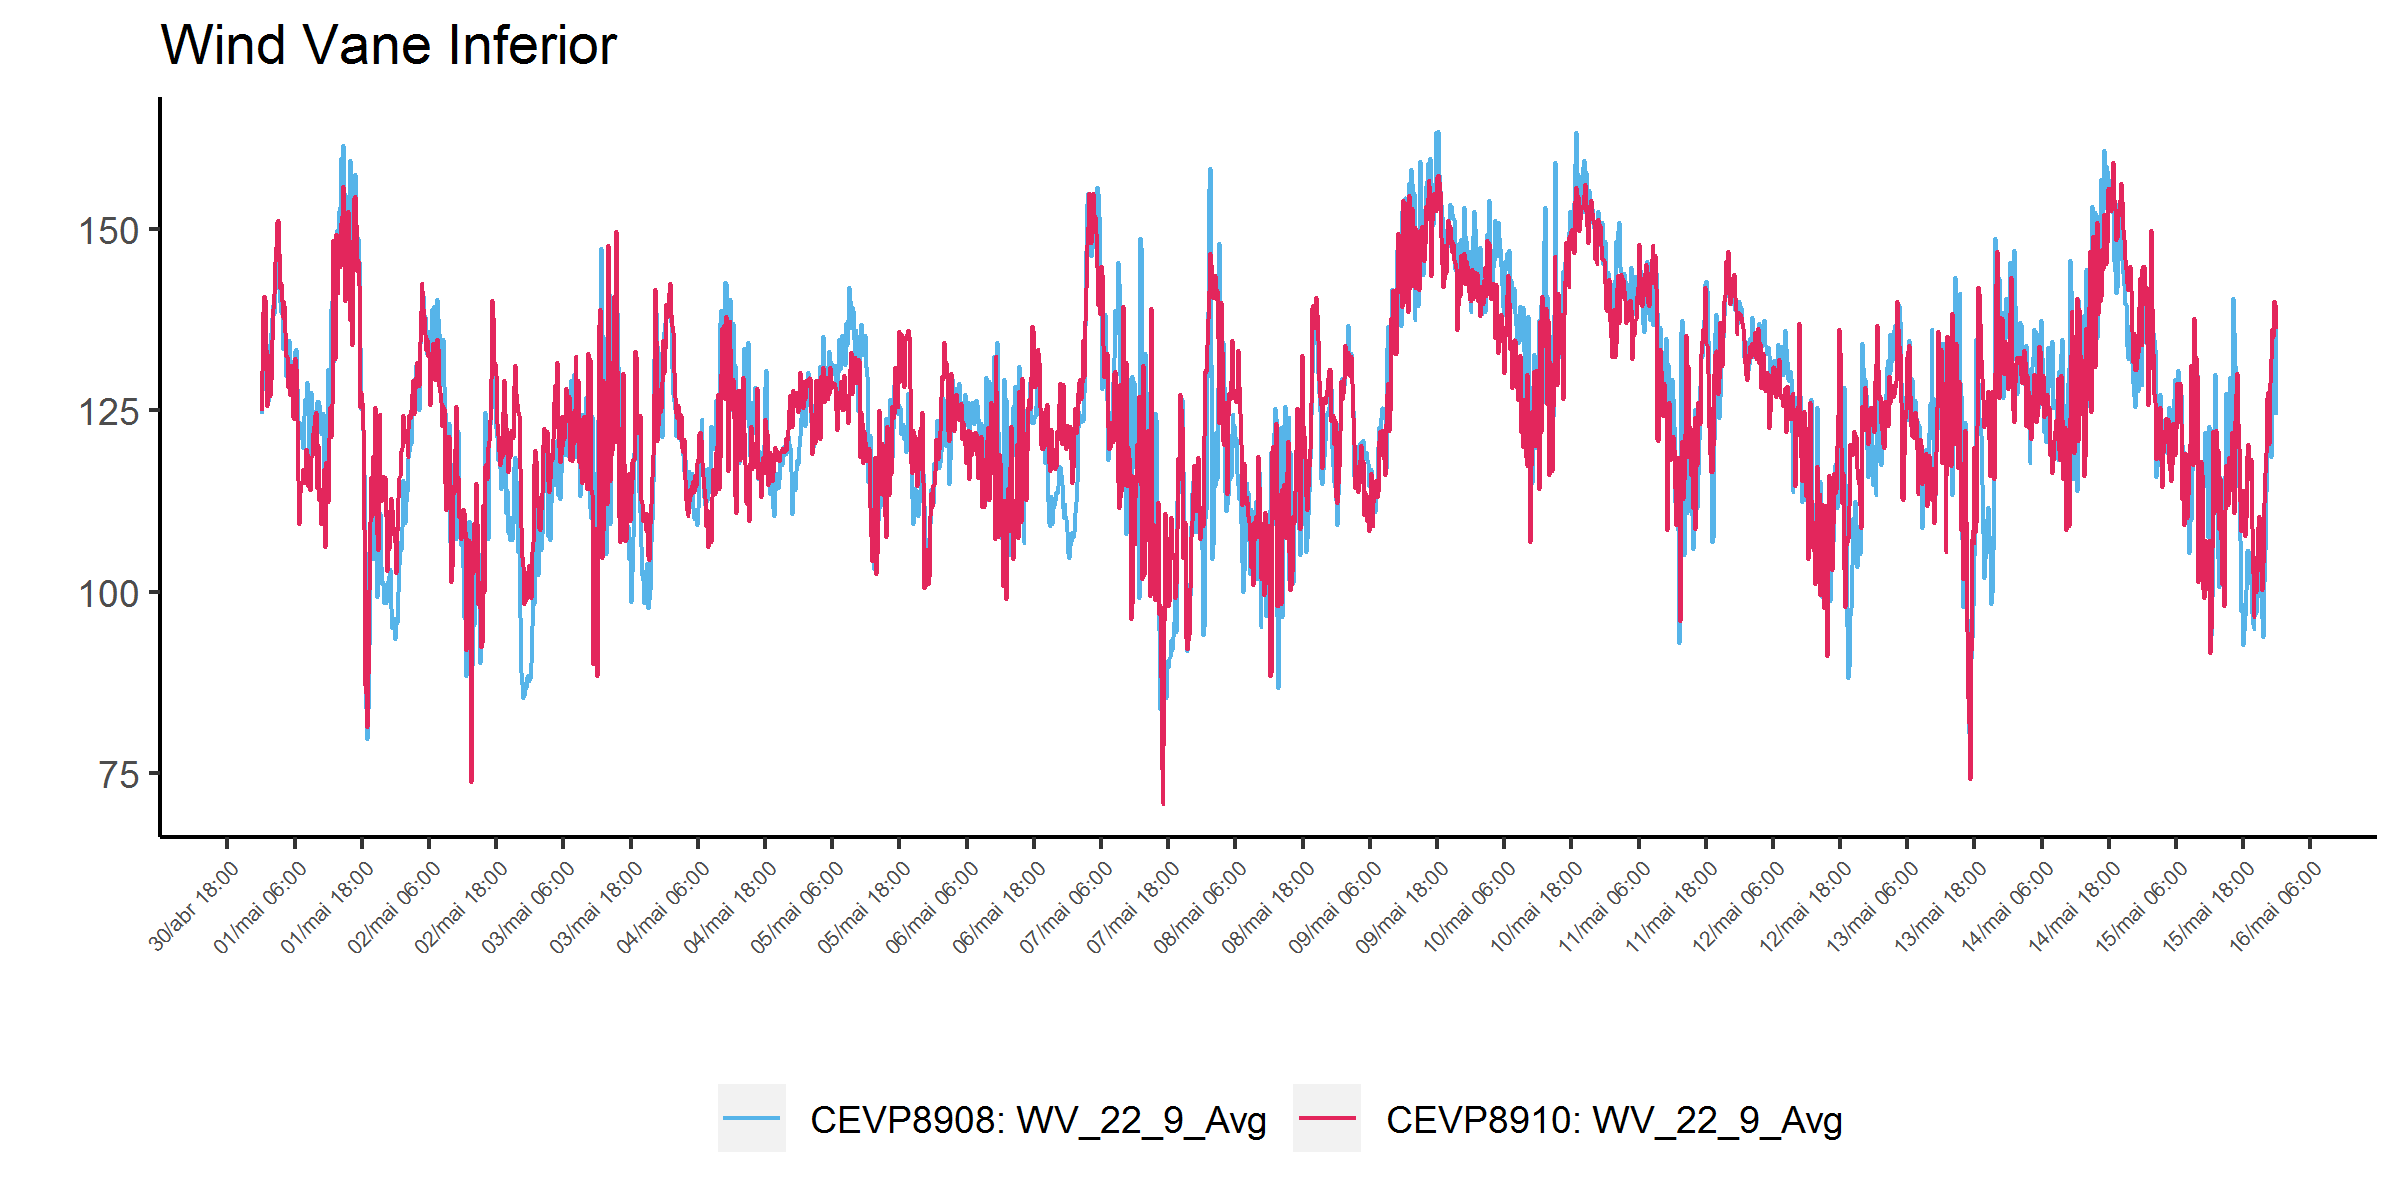 Wind Vane Inferior
150
125
100
75
30/abr 18:00
01/mai 06:00
01/mai 18:00
02/mai 06:00
02/mai 18:00
03/mai 06:00
03/mai 18:00
04/mai 06:00
04/mai 18:00
05/mai 06:00
05/mai 18:00
06/mai 06:00
06/mai 18:00
07/mai 06:00
07/mai 18:00
08/mai 06:00
08/mai 18:00
09/mai 06:00
09/mai 18:00
10/mai 06:00
10/mai 18:00
11/mai 06:00
11/mai 18:00
12/mai 06:00
12/mai 18:00
13/mai 06:00
13/mai 18:00
14/mai 06:00
14/mai 18:00
15/mai 06:00
15/mai 18:00
16/mai 06:00
CEVP8908: WV_22_9_Avg
CEVP8910: WV_22_9_Avg